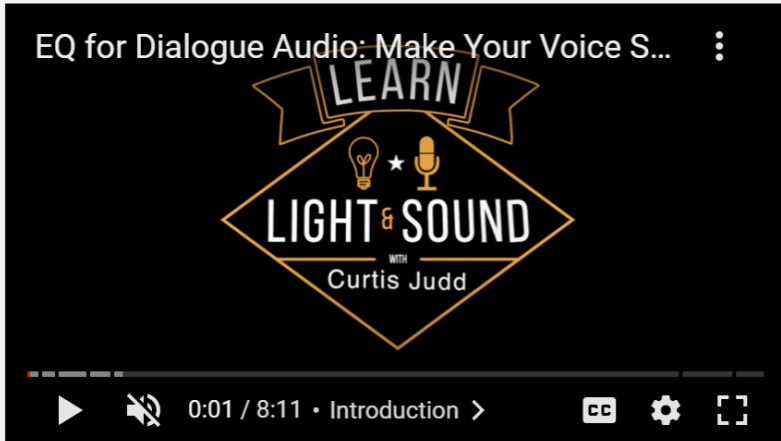 EQ for Dialogue Audio: Make Your Voice S...
LEARN
LIGHT & SOUND
WITH
Curtis Judd
0:01 / 8:11 • Introduction >
CC